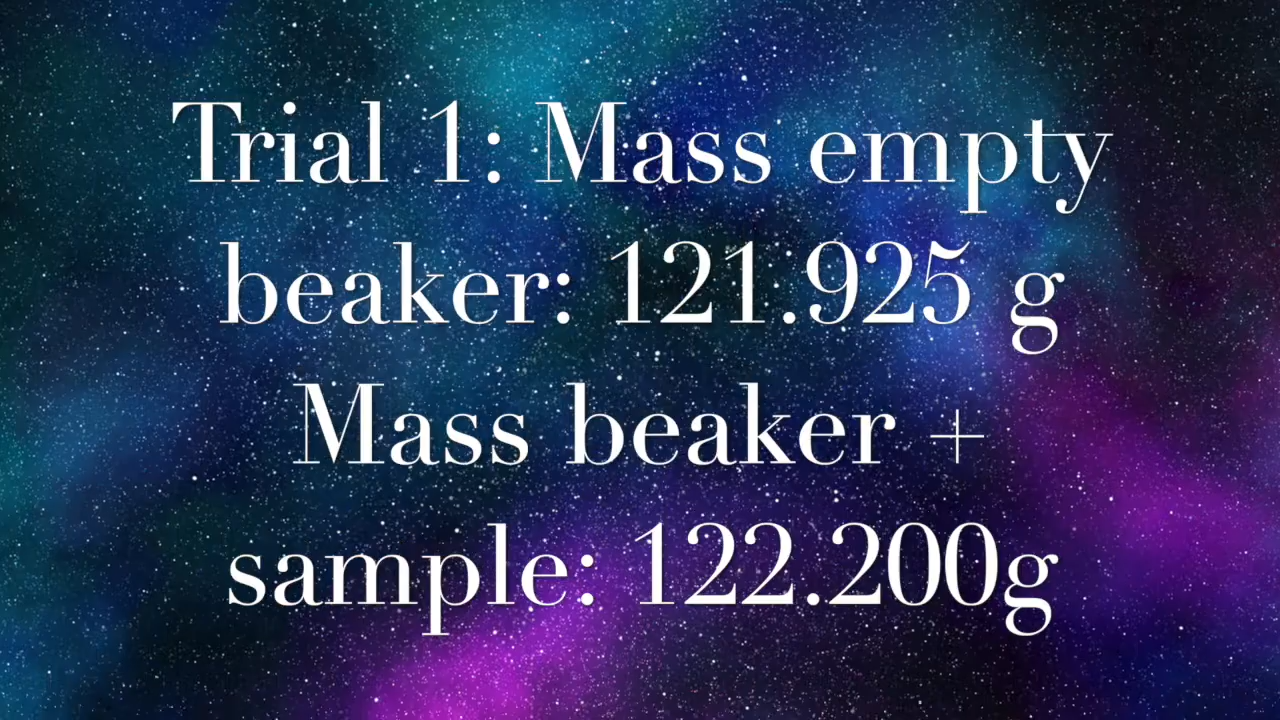 Trial 1: Mass empty
beaker: 121.925 g
Mass beaker +
sample: 122.200g